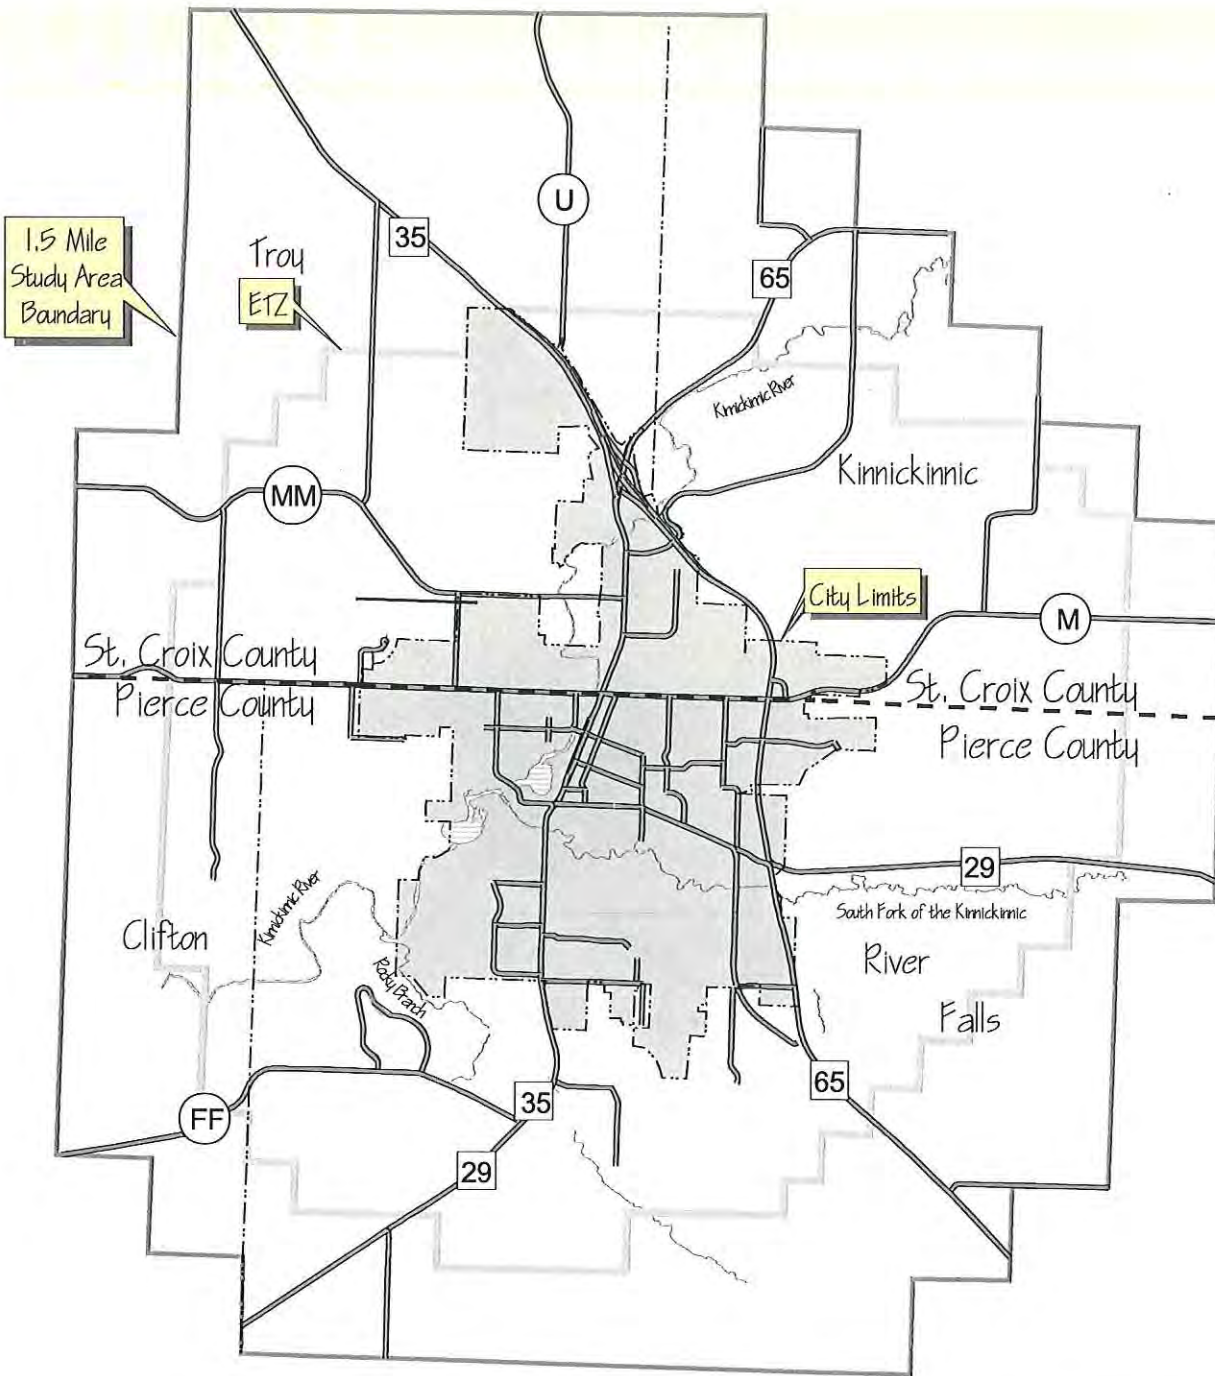 U
35
1.5 Mile
Study Area
Boundary
Troy
ETZ
65
Kinnickinnic River
Kinnickinnic
MM
City Limits
M
St. Croix County
Pierce County
St. Croix County
Pierce County
29
South Fork of the Kinnickinnic
Clifton
Kinnickinnic River
River
Rocky Branch
Falls
65
35
FF
29